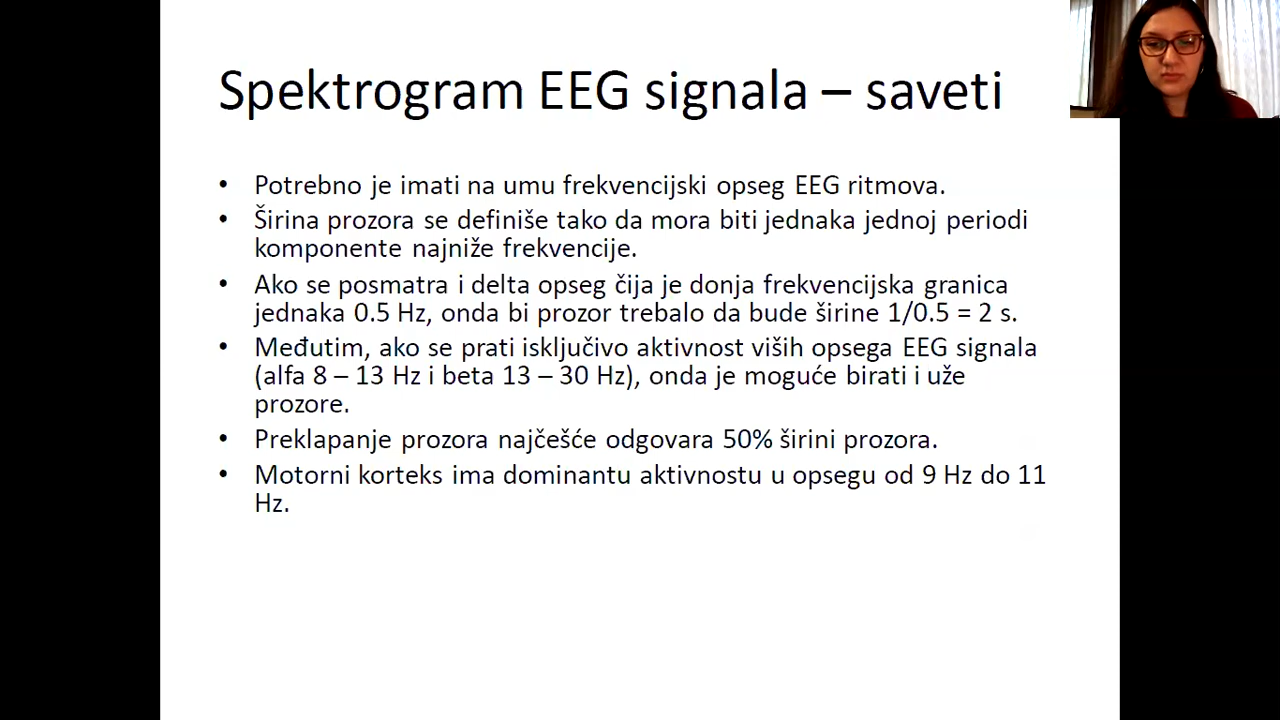 Spektrogram EEG signala – saveti
• Potrebno je imati na umu frekvencijski opseg EEG ritmova.
• Širina prozora se definiše tako da mora biti jednaka jednoj periodi
komponente najniže frekvencije.
• Ako se posmatra i delta opseg čija je donja frekvencijska granica
jednaka 0.5 Hz, onda bi prozor trebalo da bude širine 1/0.5 = 2 s.
• Međutim, ako se prati isključivo aktivnost viših opsega EEG signala
(alfa 8 – 13 Hz i beta 13 – 30 Hz), onda je moguće birati i uže
prozore.
• Preklapanje prozora najčešće odgovara 50% širini prozora.
• Motorni korteks ima dominantu aktivnostu u opsegu od 9 Hz do 11
Hz.